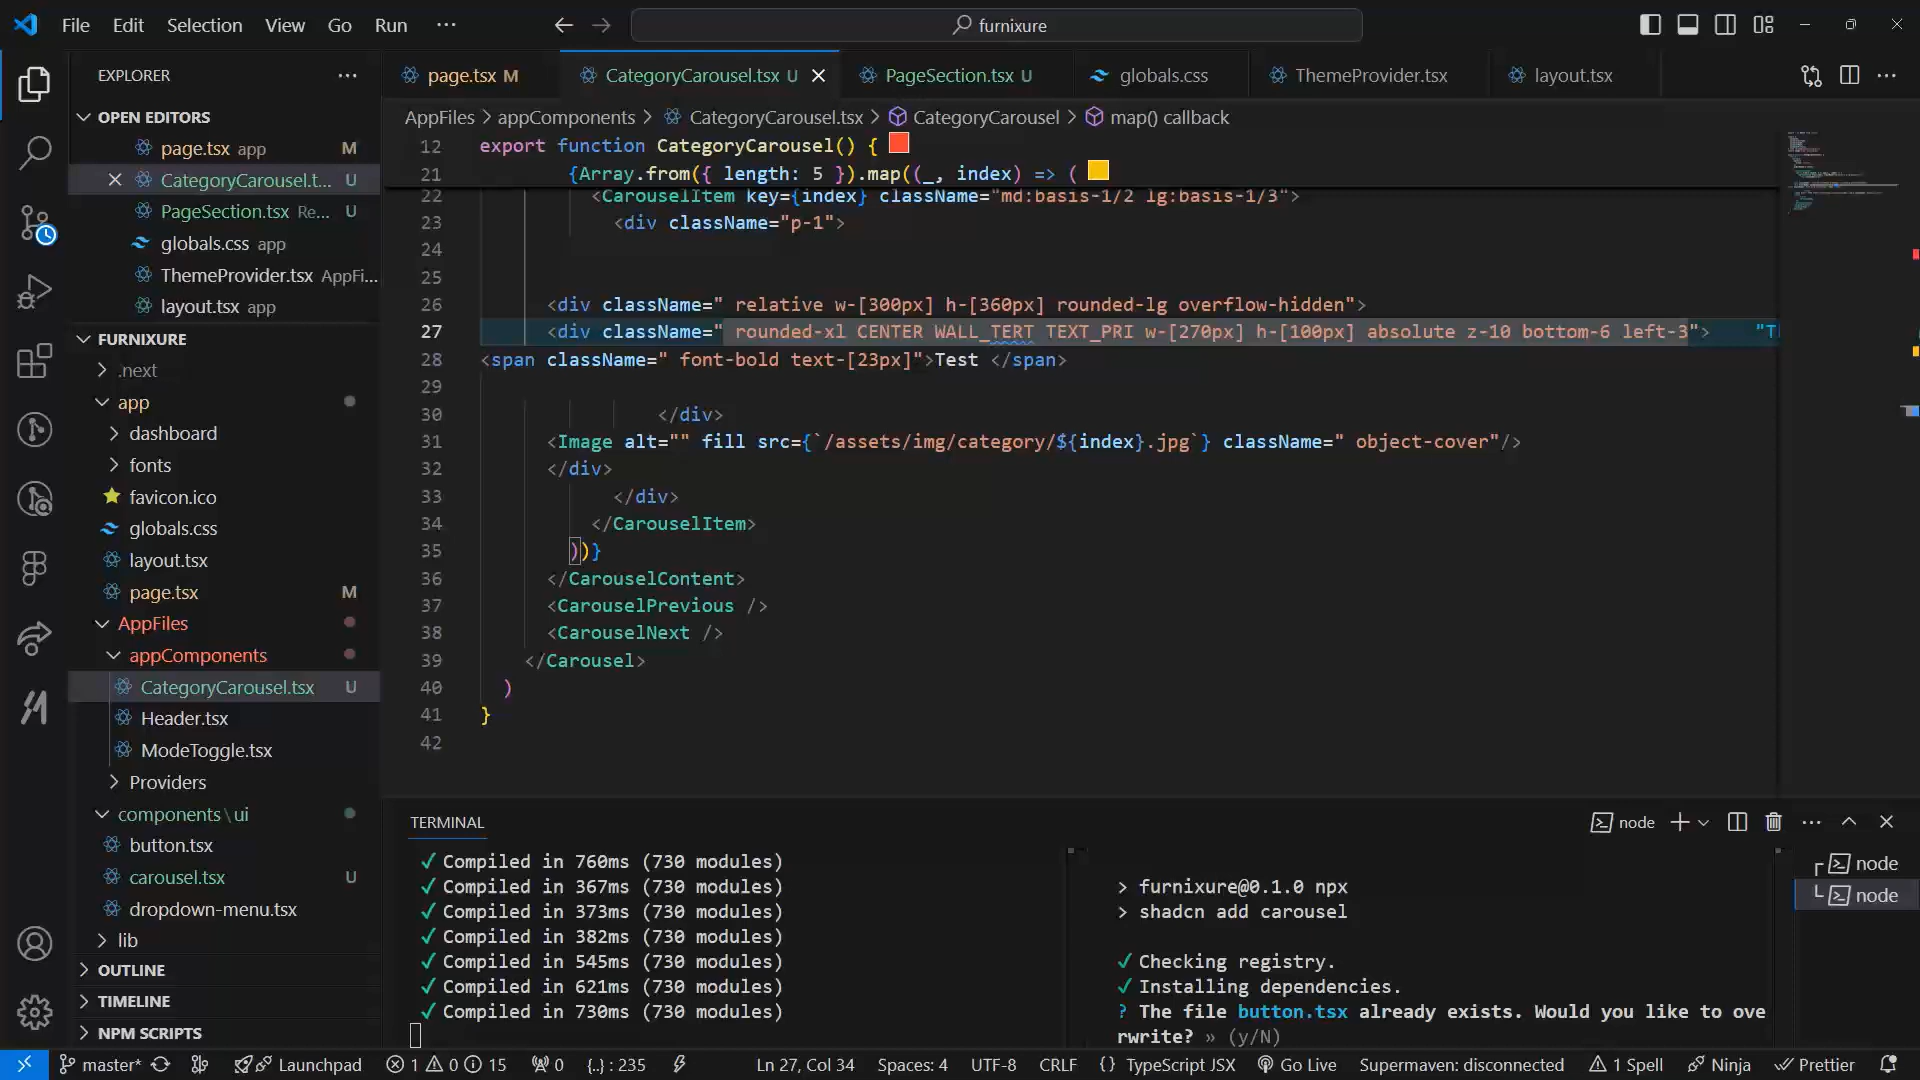 File Edit Selection View Go Run ··· furnixure
EXPLORER ···
OPEN EDITORS
page.tsx app M
CategoryCarousel.t... U
PageSection.tsx Re... U
globals.css app
ThemeProvider.tsx AppFi...
layout.tsx app
FURNIXURE
.next
app
dashboard
fonts
favicon.ico
globals.css
layout.tsx
page.tsx M
AppFiles
appComponents
CategoryCarousel.tsx U
Header.tsx
ModeToggle.tsx
Providers
components\ui
button.tsx
carousel.tsx U
dropdown-menu.tsx
lib
OUTLINE
TIMELINE
NPM SCRIPTS
page.tsx M CategoryCarousel.tsx U PageSection.tsx U globals.css ThemeProvider.tsx layout.tsx ···
AppFiles > appComponents > CategoryCarousel.tsx > CategoryCarousel > map() callback
12 export function CategoryCarousel() {
21 {Array.from({ length: 5 }).map((_, index) => (
22 <CarouselItem key={index} className="md:basis-1/2 lg:basis-1/3">
23 <div className="p-1">
24
25
26 <div className=" relative w-[300px] h-[360px] rounded-lg overflow-hidden">
27 <div className=" rounded-xl CENTER WALL_TERT TEXT_PRI w-[270px] h-[100px] absolute z-10 bottom-6 left-3"> "T
28 <span className=" font-bold text-[23px]">Test </span>
29
30 </div>
31 <Image alt="" fill src={`/assets/img/category/${index}.jpg`} className=" object-cover"/>
32 </div>
33 </div>
34 </CarouselItem>
35 ))}
36 </CarouselContent>
37 <CarouselPrevious />
38 <CarouselNext />
39 </Carousel>
40 )
41 }
42
TERMINAL node ···
✓ Compiled in 760ms (730 modules)
✓ Compiled in 367ms (730 modules)
✓ Compiled in 373ms (730 modules)
✓ Compiled in 382ms (730 modules)
✓ Compiled in 545ms (730 modules)
✓ Compiled in 621ms (730 modules)
✓ Compiled in 730ms (730 modules)
> furnixure@0.1.0 npx
> shadcn add carousel
✓ Checking registry.
✓ Installing dependencies.
? The file button.tsx already exists. Would you like to ove
rwrite? » (y/N)
node
node
master* Launchpad 1 0 15 0 {..} : 235 Ln 27, Col 34 Spaces: 4 UTF-8 CRLF {} TypeScript JSX Go Live Supermaven: disconnected 1 Spell Ninja Prettier